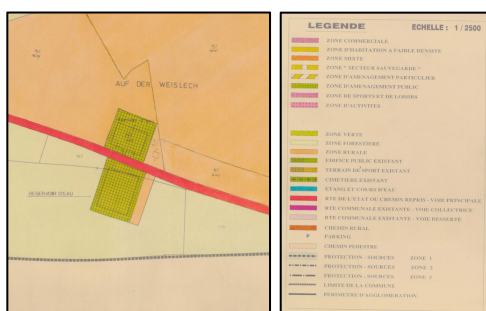 AUF DER WEISLECH
RESERVOIR D'EAU
LEGENDE ECHELLE : 1 / 2500
ZONE COMMERCIALE
ZONE D'HABITATION A FAIBLE DENSITE
ZONE MIXTE
ZONE " SECTEUR SAUVEGARDE "
ZONE D'AMENAGEMENT PARTICULIER
ZONE D'AMENAGEMENT PUBLIC
ZONE DE SPORTS ET DE LOISIRS
ZONE D'ACTIVITES
ZONE VERTE
ZONE FORESTIERE
ZONE RURALE
EDIFICE PUBLIC EXISTANT
TERRAIN DE SPORT EXISTANT
CIMETIERE EXISTANT
ETANG ET COURS D'EAU
RTE DE L'ETAT OU CHEMIN REPRIS - VOIE PRINCIPALE
RTE COMMUNALE EXISTANTE - VOIE COLLECTRICE
RTE COMMUNALE EXISTANTE - VOIE DESSERTE
CHEMIN RURAL
PARKING
CHEMIN PEDESTRE
PROTECTION - SOURCES ZONE 1
PROTECTION - SOURCES ZONE 2
PROTECTION - SOURCES ZONE 3
LIMITE DE LA COMMUNE
PERIMETRE D'AGGLOMERATION